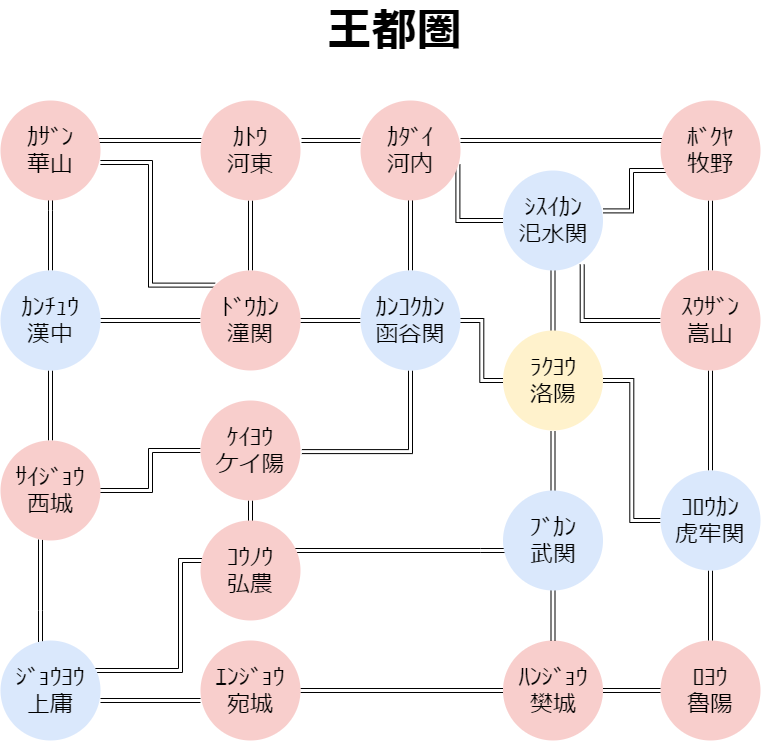 王都圏
ｶｻﾞﾝ
華山
ｶﾄｳ
河東
ｶﾀﾞｲ
河内
ﾎﾞｸﾔ
牧野
ｼｽｲｶﾝ
汜水関
ｶﾝﾁｭｳ
漢中
ﾄﾞｳｶﾝ
潼関
ｶﾝｺｸｶﾝ
函谷関
ｽｳｻﾞﾝ
嵩山
ﾗｸﾖｳ
洛陽
ｹｲﾖｳ
ケイ陽
ｻｲｼﾞｮｳ
西城
ｺﾛｳｶﾝ
虎牢関
ﾌﾞｶﾝ
武関
ｺｳﾉｳ
弘農
ｼﾞｮｳﾖｳ
上庸
ｴﾝｼﾞｮｳ
宛城
ﾊﾝｼﾞｮｳ
樊城
ﾛﾖｳ
魯陽